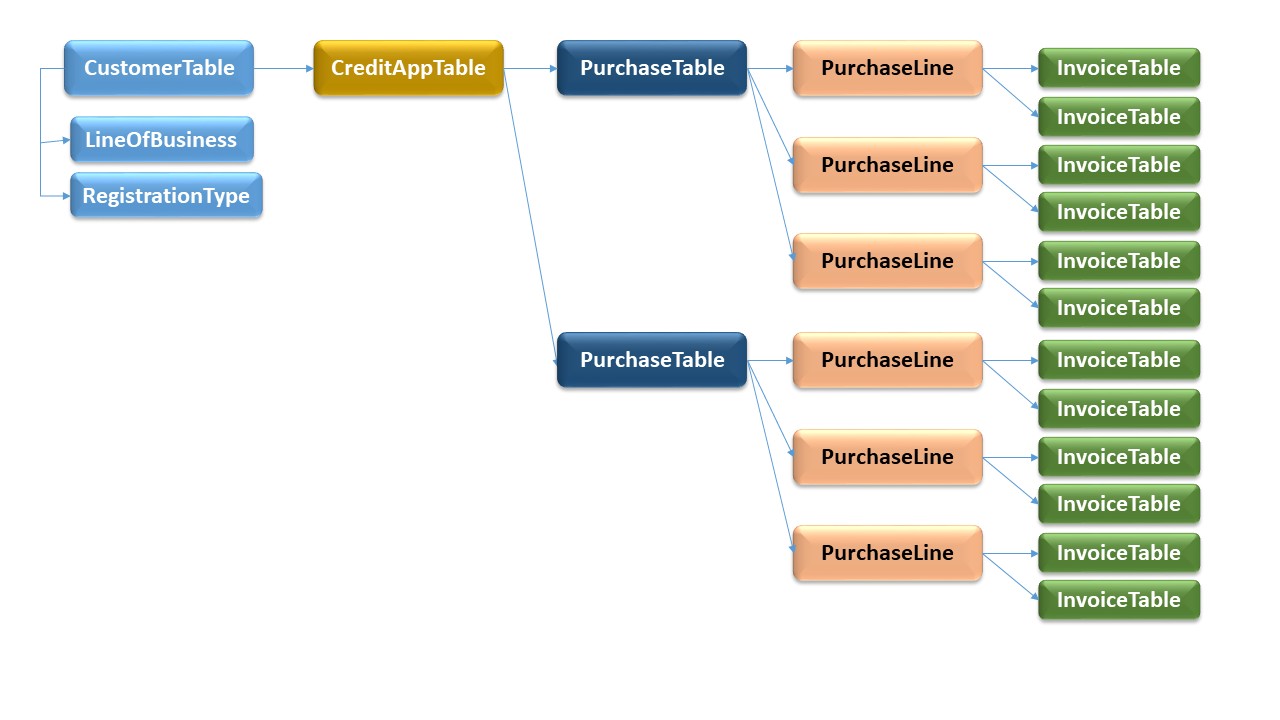 CustomerTable
CreditAppTable
PurchaseTable
PurchaseLine
InvoiceTable
InvoiceTable
LineOfBusiness
RegistrationType
PurchaseLine
InvoiceTable
InvoiceTable
PurchaseLine
InvoiceTable
InvoiceTable
PurchaseTable
PurchaseLine
InvoiceTable
InvoiceTable
PurchaseLine
InvoiceTable
InvoiceTable
PurchaseLine
InvoiceTable
InvoiceTable